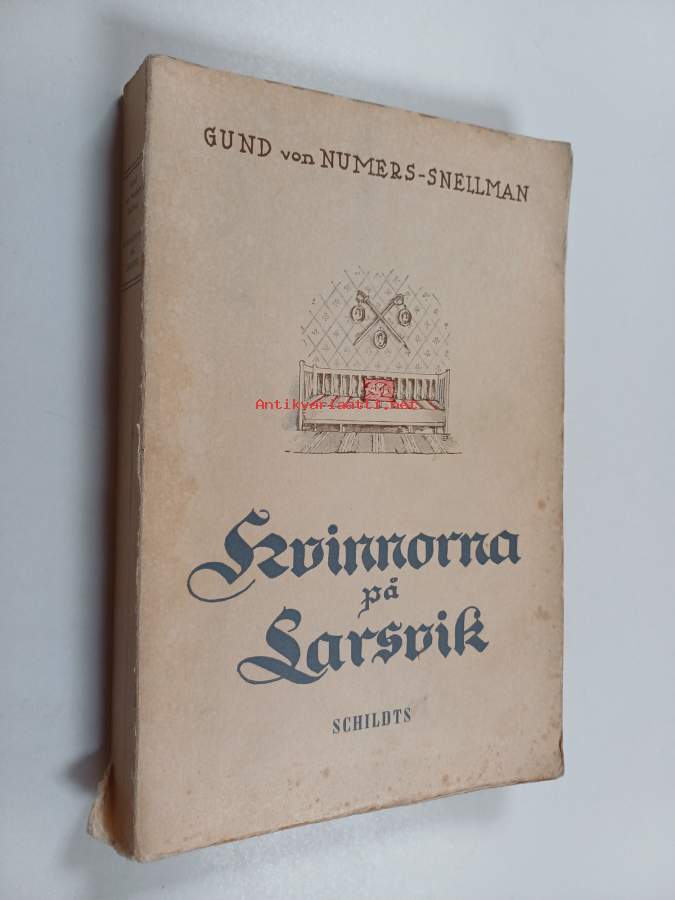 GUND von NUMERS-SNELLMAN
Antikvariaatti.net
Kvinnorna
på
Larsvik
SCHILDTS